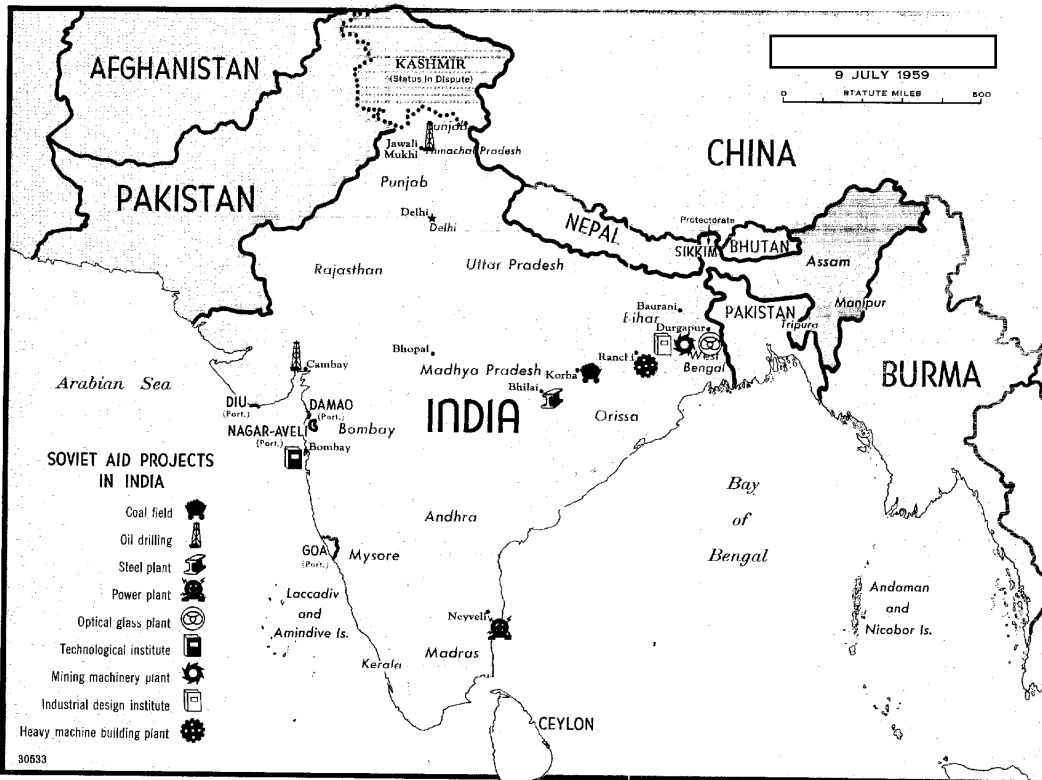 AFGHANISTAN
KASHMIR
(Status in Dispute)
9 JULY 1959
0 STATUTE MILES 500
Punjab
Jawali
Mukhi
Himachal Pradesh
CHINA
PAKISTAN
Punjab
Delhi
Delhi
NEPAL
Protectorate
SIKKIM
BHUTAN
Assam
Rajasthan
Uttar Pradesh
Manipur
Baurani
Bihar
PAKISTAN
Tripura
Durgapur
West
Bengal
Cambay
Bhopal
Madhya Pradesh
Ranchi
Korba
Bhilai
BURMA
Arabian Sea
DIU
(Port.)
DAMAO
(Port.)
NAGAR-AVELI
(Port.)
Bombay
Bombay
INDIA
Orissa
SOVIET AID PROJECTS
IN INDIA
Coal field
Oil drilling
Steel plant
Power plant
Optical glass plant
Technological institute
Mining machinery plant
Industrial design institute
Heavy machine building plant
Bay
of
Bengal
Andhra
GOA
(Port.)
Mysore
Laccadiv
and
Amindive Is.
Neyveli
Madras
Kerala
Andaman
and
Nicobor Is.
CEYLON
30533